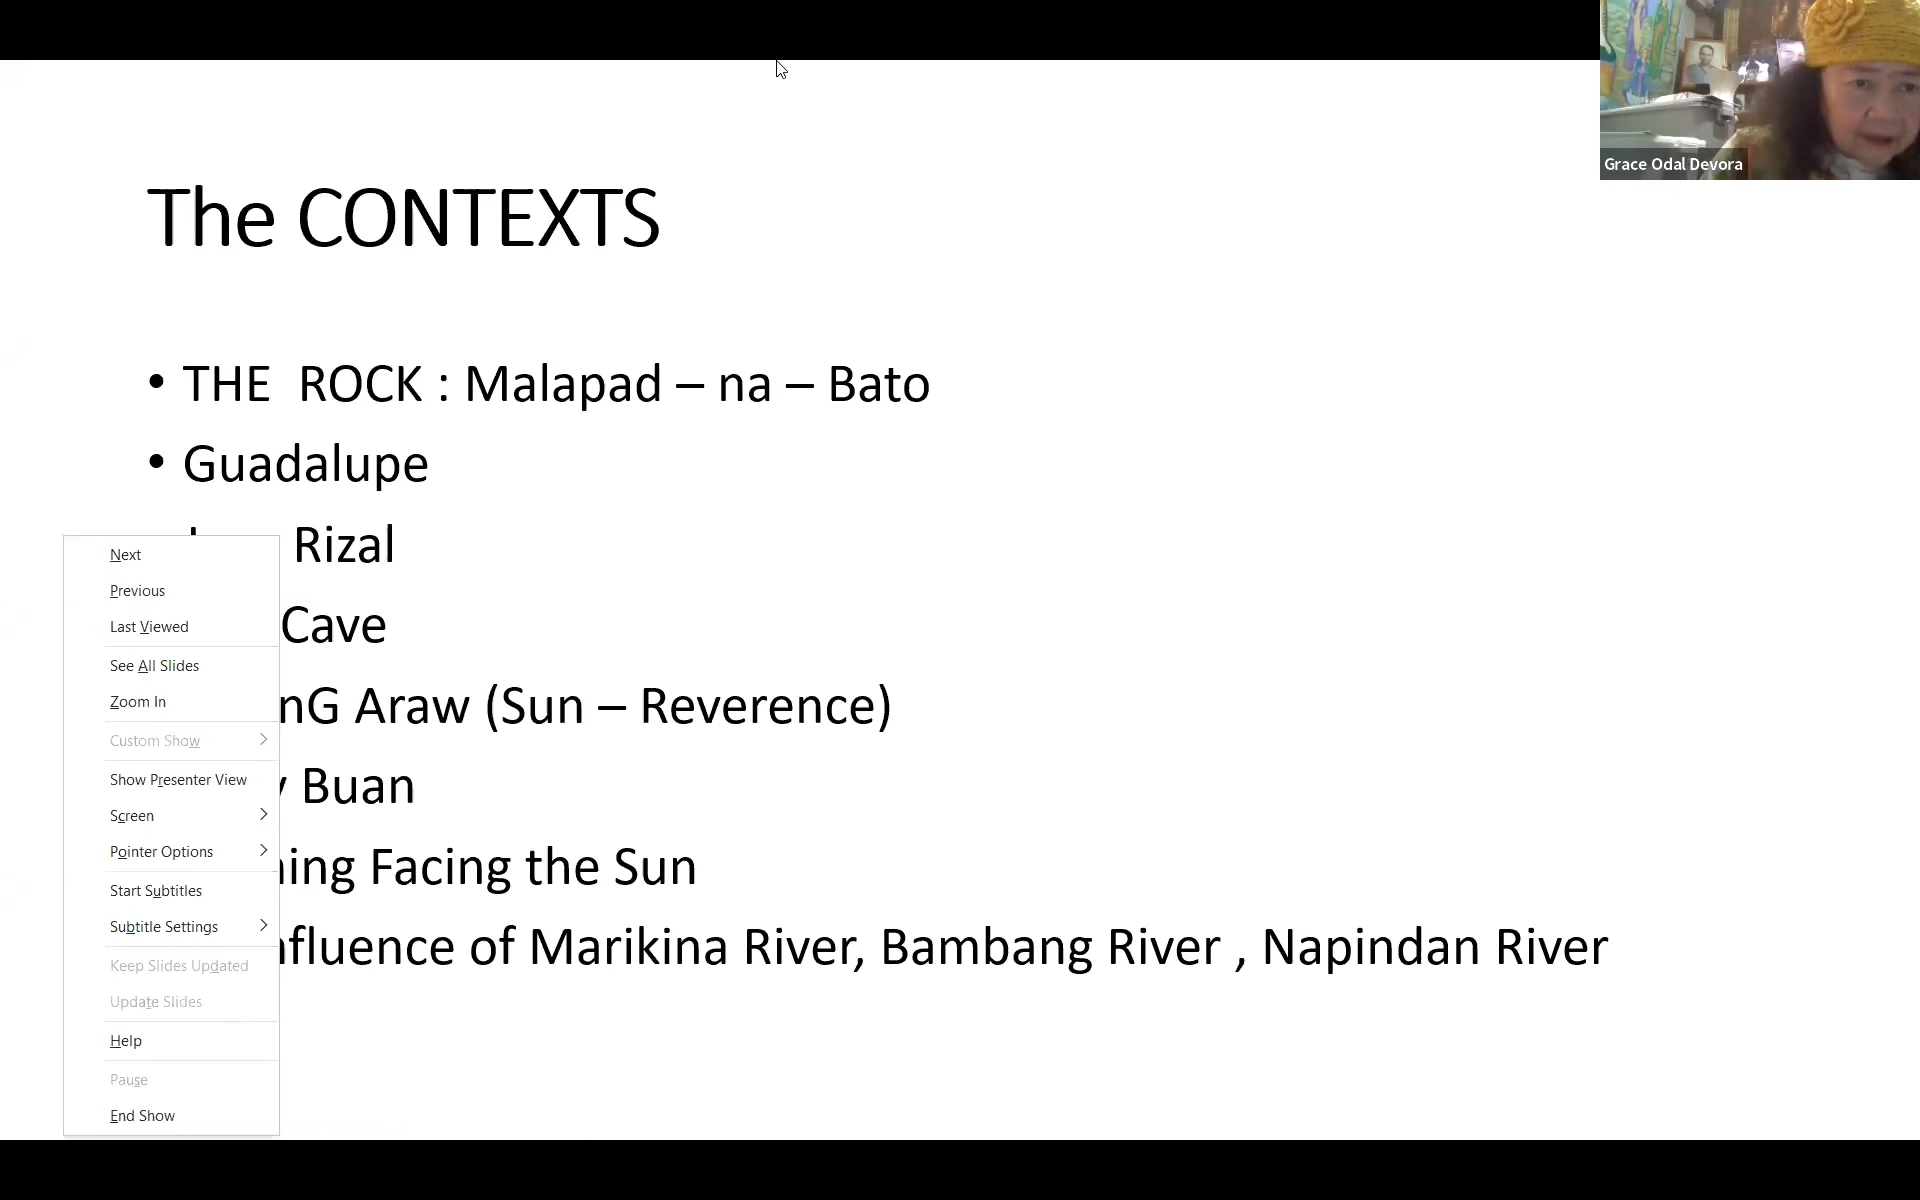 Grace Odal Devora
The CONTEXTS
• THE ROCK : Malapad – na – Bato
• Guadalupe
Rizal
Cave
nG Araw (Sun – Reverence)
Buan
ing Facing the Sun
nfluence of Marikina River, Bambang River , Napindan River
Next
Previous
Last Viewed
See All Slides
Zoom In
Custom Show
Show Presenter View
Screen
Pointer Options
Start Subtitles
Subtitle Settings
Keep Slides Updated
Update Slides
Help
Pause
End Show